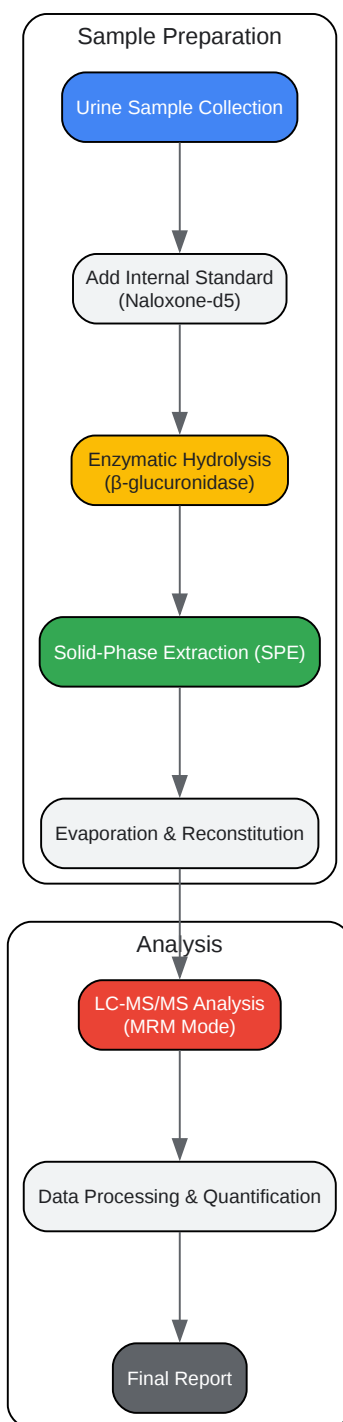 Sample Preparation
Urine Sample Collection
Add Internal Standard
(Naloxone-d5)
Enzymatic Hydrolysis
(β-glucuronidase)
Solid-Phase Extraction (SPE)
Evaporation & Reconstitution
Analysis
LC-MS/MS Analysis
(MRM Mode)
Data Processing & Quantification
Final Report